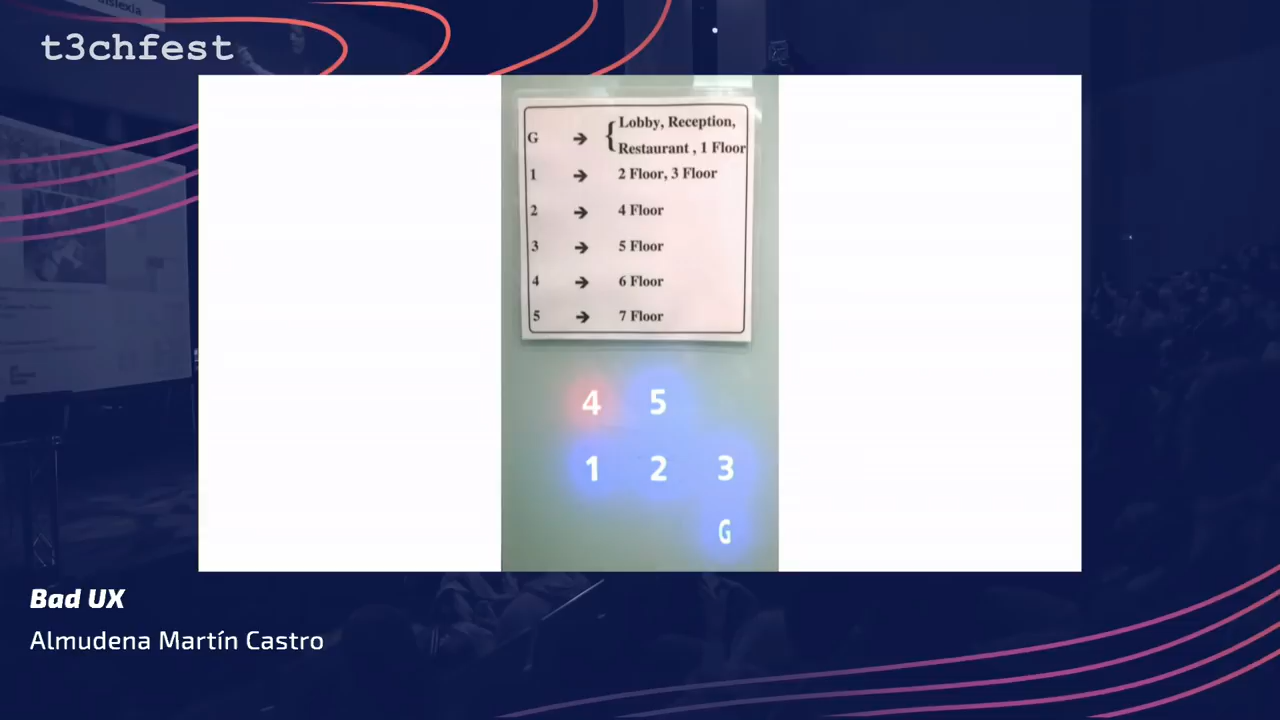 islexia
t3chfest
G → { Lobby, Reception,
Restaurant , 1 Floor
1 → 2 Floor, 3 Floor
2 → 4 Floor
3 → 5 Floor
4 → 6 Floor
5 → 7 Floor
4 5
1 2 3
G
Bad UX
Almudena Martín Castro